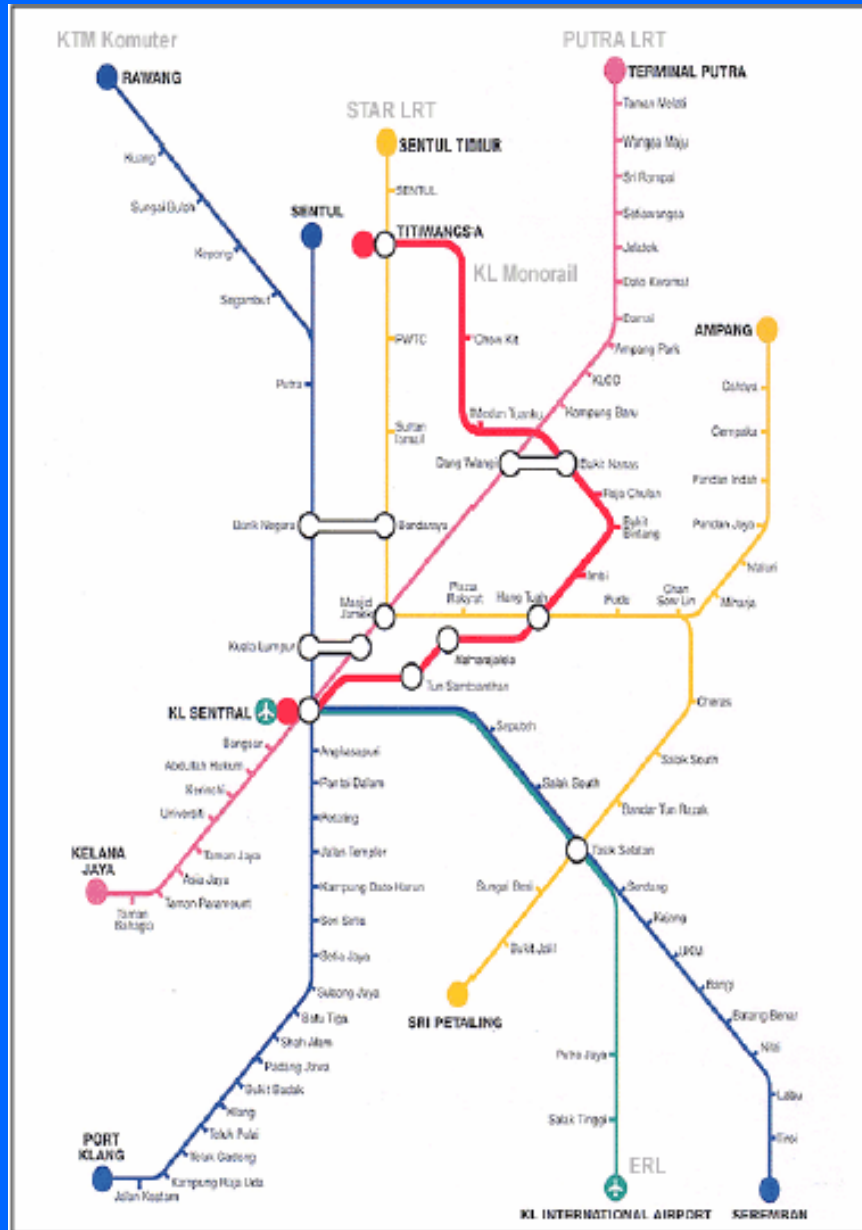 KTM Komuter
PUTRA LRT
RAWANG
TERMINAL PUTRA
Taman Melati
STAR LRT
Wangsa Maju
SENTUL TIMUR
Kuang
Sri Rampai
SENTUL
Sungai Buloh
SENTUL
Setiawangsa
TITIWANGSA
Kepong
Jelatek
KL Monorail
Dato Keramat
Segambut
Damai
AMPANG
PWTC
Chow Kit
Ampang Park
KLCC
Putra
Cahaya
Medan Tuanku
Kampung Baru
Sultan
Ismail
Cempaka
Dang Wangi
Bukit Nanas
Pandan Indah
Raja Chulan
Bank Negara
Bandaraya
Bukit
Bintang
Pandan Jaya
Imbi
Maluri
Masjid
Jamek
Plaza
Rakyat
Hang Tuah
Pudu
Chan
Sow Lin
Miharja
Kuala Lumpur
Maharajalela
Tun Sambanthan
KL SENTRAL
Cheras
Seputeh
Bangsar
Angkasapuri
Abdullah Hukum
Salak South
Kerinchi
Pantai Dalam
Salak South
Universiti
Petaling
Bandar Tun Razak
Taman Jaya
Jalan Templer
Tasik Selatan
KELANA
JAYA
Asia Jaya
Kampung Dato Harun
Sungai Besi
Serdang
Taman Paramount
Taman
Bahagia
Seri Setia
Kajang
Setia Jaya
Bukit Jalil
UKM
Subang Jaya
Bangi
SRI PETALING
Batu Tiga
Batang Benar
Shah Alam
Nilai
Padang Jawa
Putra Jaya
Bukit Badak
Labu
Klang
Salak Tinggi
Teluk Pulai
Tiroi
PORT
KLANG
Teluk Gadong
ERL
Kampung Raja Uda
Jalan Kastam
KL INTERNATIONAL AIRPORT
SEREMBAN